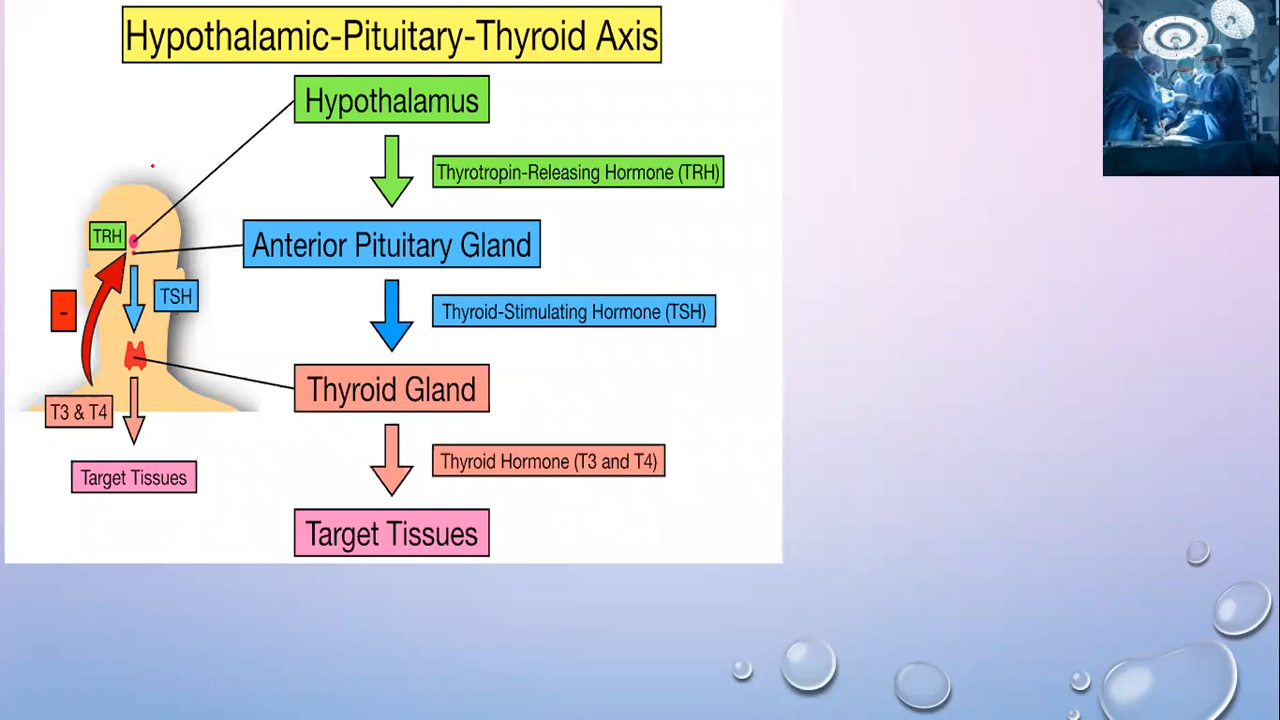 Hypothalamic-Pituitary-Thyroid Axis
Hypothalamus
Thyrotropin-Releasing Hormone (TRH)
Anterior Pituitary Gland
Thyroid-Stimulating Hormone (TSH)
Thyroid Gland
Thyroid Hormone (T3 and T4)
Target Tissues
TRH
TSH
-
T3 & T4
Target Tissues